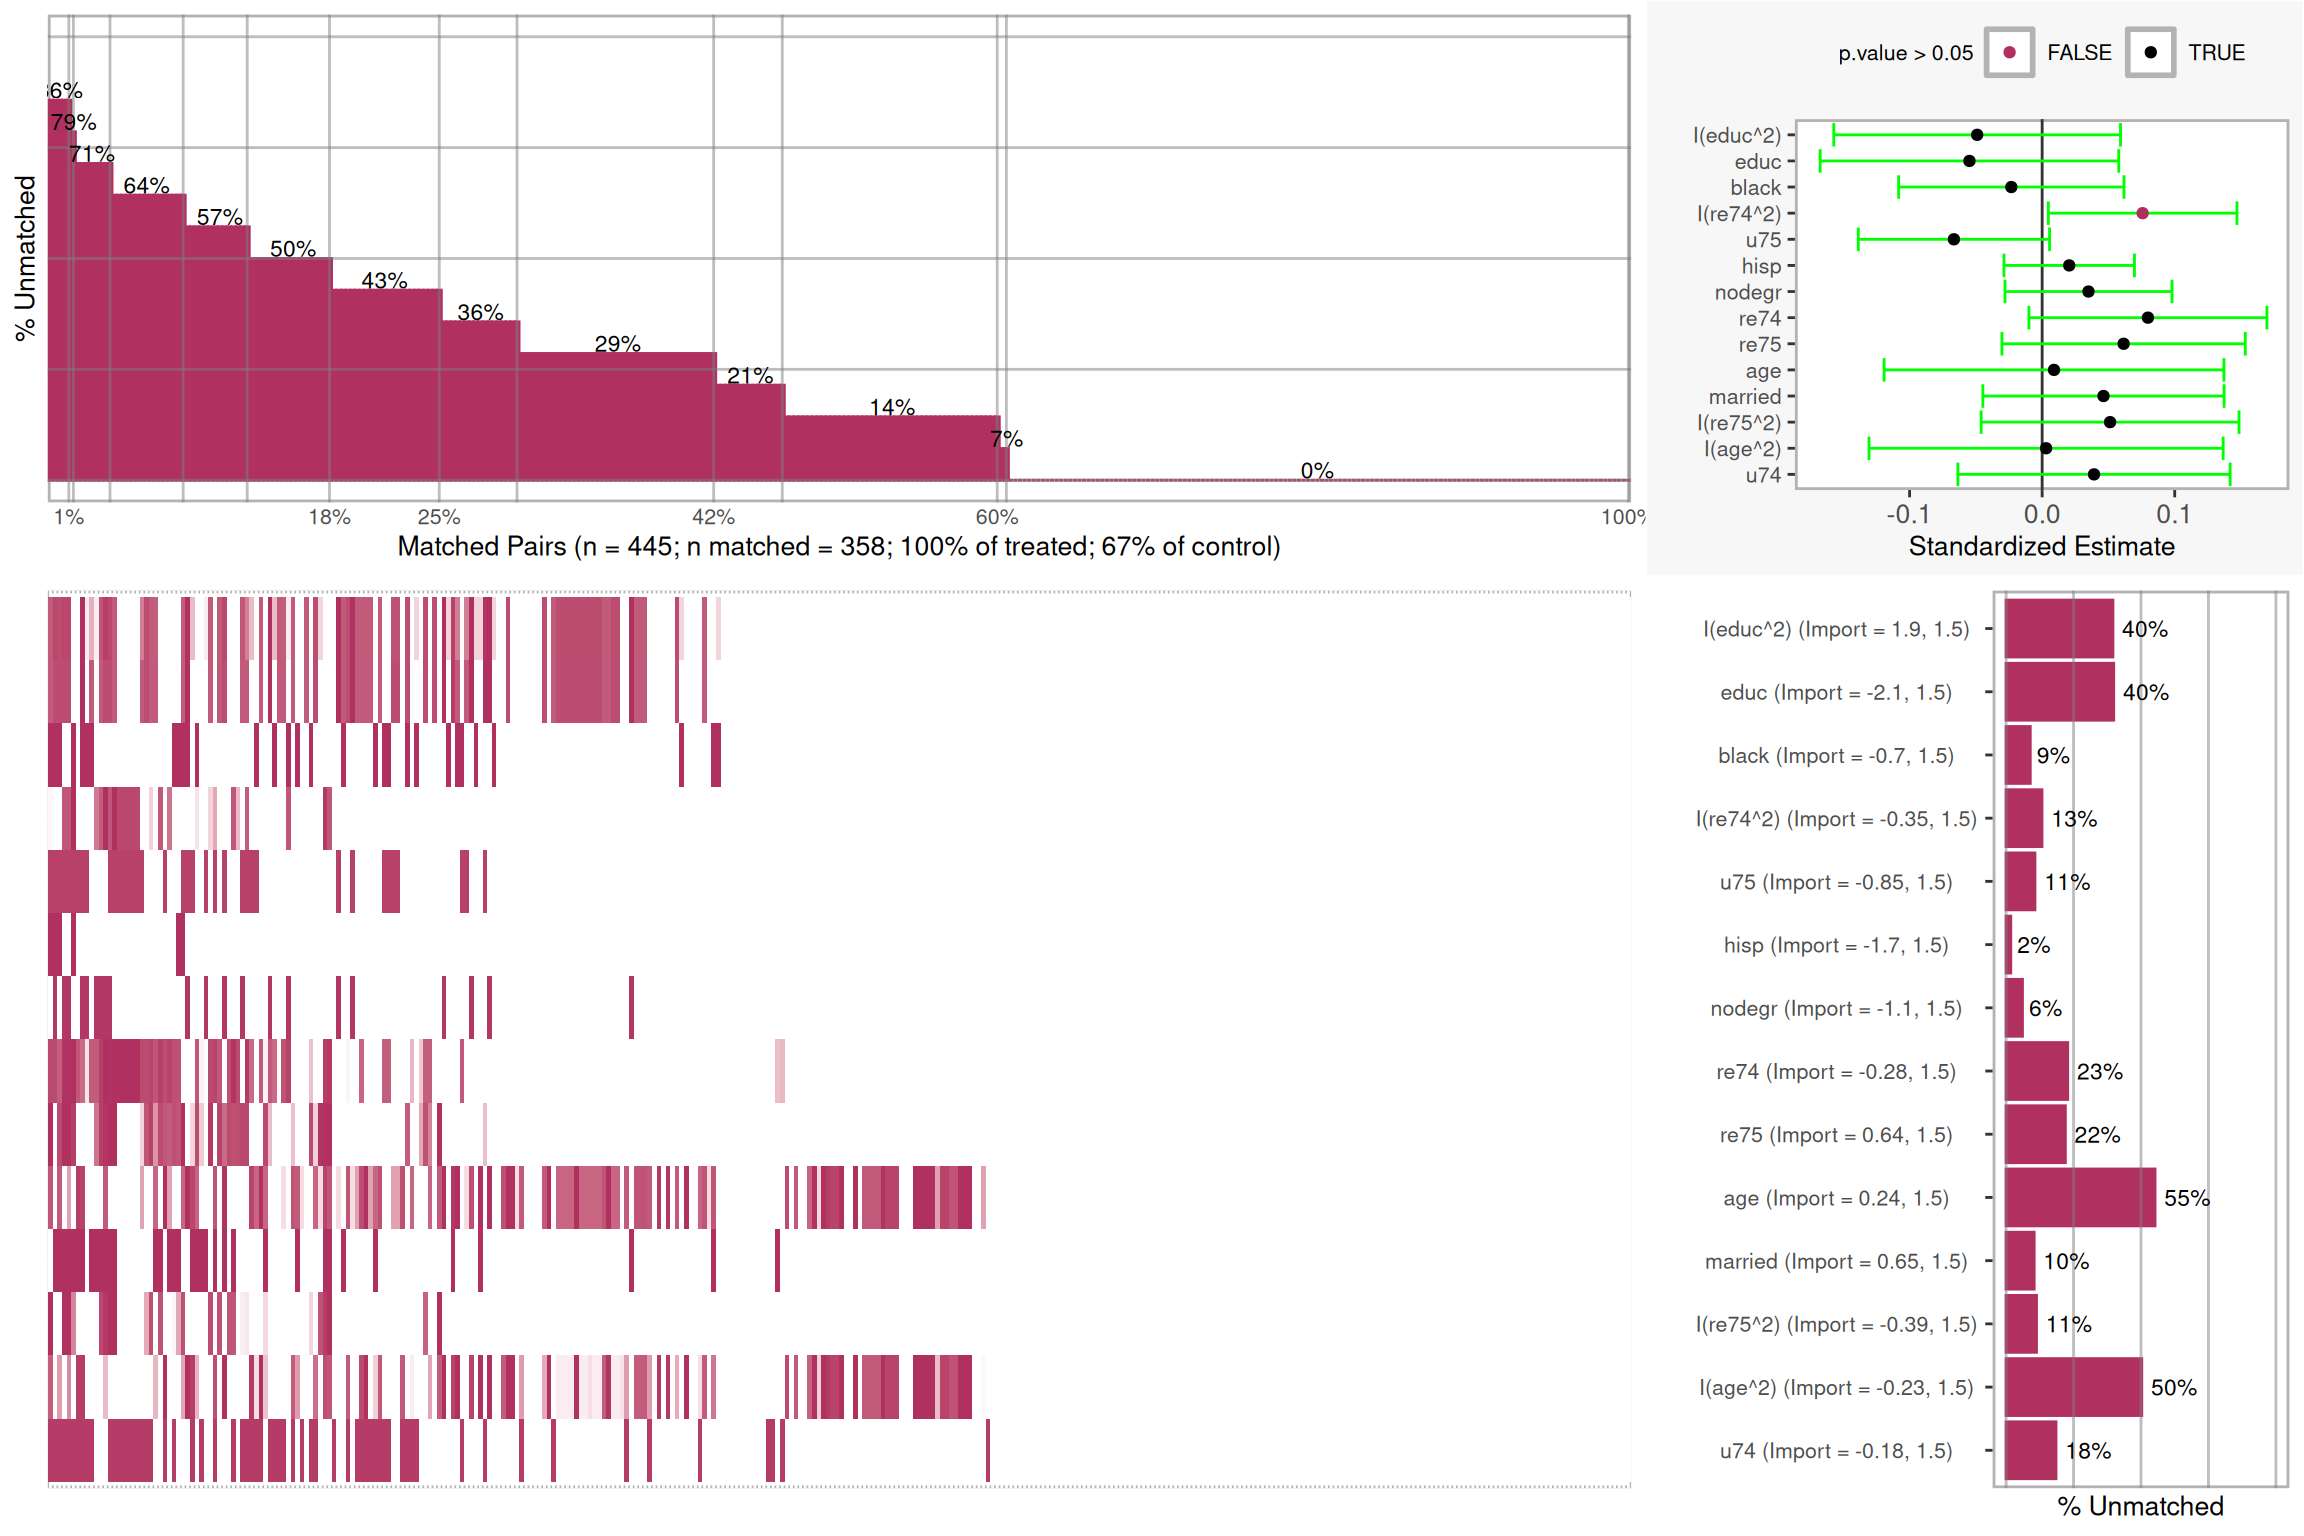 % Unmatched
79%
71%
64%
57%
50%
43%
36%
29%
21%
14%
7%
0%
1%
18%
25%
42%
60%
Matched Pairs (n = 445; n matched = 358; 100% of treated; 67% of control)
p.value > 0.05
FALSE
TRUE
I(educ^2)
educ
black
I(re74^2)
u75
hisp
nodegr
re74
re75
age
married
I(re75^2)
I(age^2)
u74
-0.1
0.0
0.1
Standardized Estimate
I(educ^2) (Import = 1.9, 1.5) 40%
educ (Import = -2.1, 1.5) 40%
black (Import = -0.7, 1.5) 9%
I(re74^2) (Import = -0.35, 1.5) 13%
u75 (Import = -0.85, 1.5) 11%
hisp (Import = -1.7, 1.5) 2%
nodegr (Import = -1.1, 1.5) 6%
re74 (Import = -0.28, 1.5) 23%
re75 (Import = 0.64, 1.5) 22%
age (Import = 0.24, 1.5) 55%
married (Import = 0.65, 1.5) 10%
I(re75^2) (Import = -0.39, 1.5) 11%
I(age^2) (Import = -0.23, 1.5) 50%
u74 (Import = -0.18, 1.5) 18%
% Unmatched